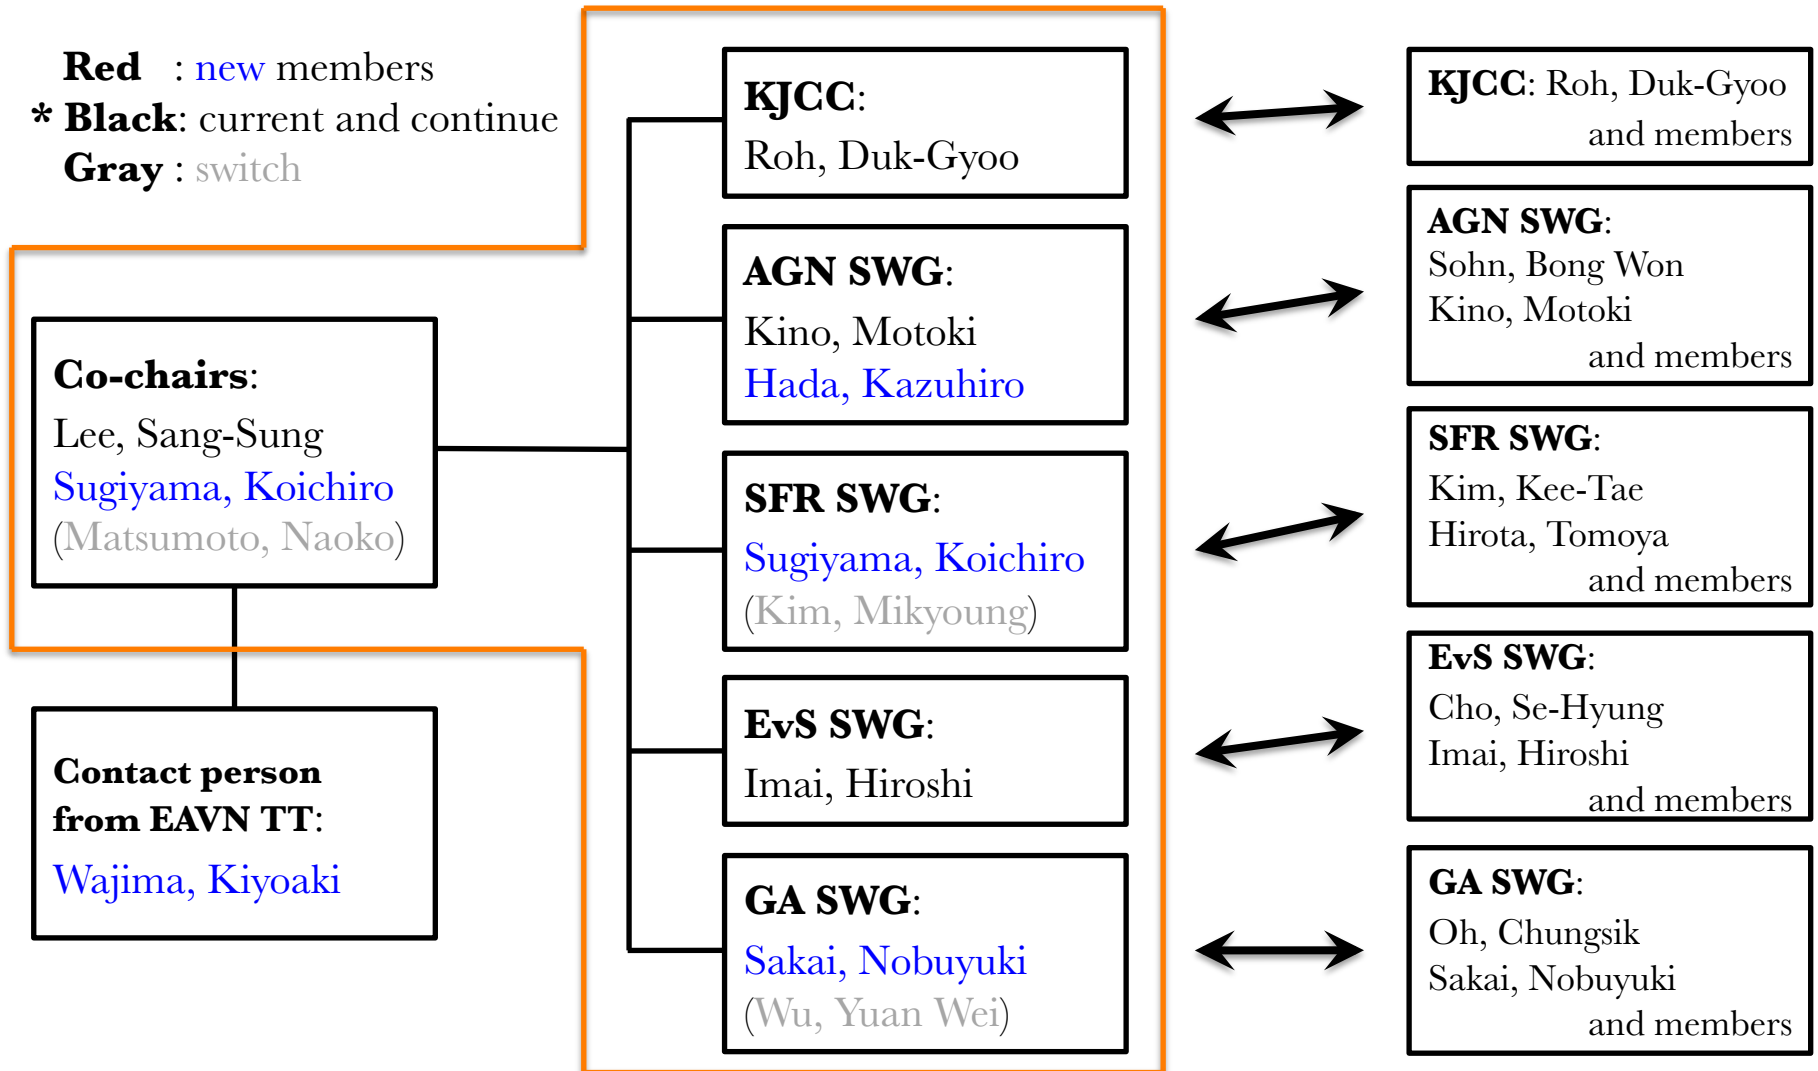 Red : new members
* Black: current and continue
Gray : switch
Co-chairs:
Lee, Sang-Sung
Sugiyama, Koichiro
(Matsumoto, Naoko)
Contact person
from EAVN TT:
Wajima, Kiyoaki
KJCC:
Roh, Duk-Gyoo
AGN SWG:
Kino, Motoki
Hada, Kazuhiro
SFR SWG:
Sugiyama, Koichiro
(Kim, Mikyoung)
EvS SWG:
Imai, Hiroshi
GA SWG:
Sakai, Nobuyuki
(Wu, Yuan Wei)
KJCC: Roh, Duk-Gyoo
and members
AGN SWG:
Sohn, Bong Won
Kino, Motoki
and members
SFR SWG:
Kim, Kee-Tae
Hirota, Tomoya
and members
EvS SWG:
Cho, Se-Hyung
Imai, Hiroshi
and members
GA SWG:
Oh, Chungsik
Sakai, Nobuyuki
and members